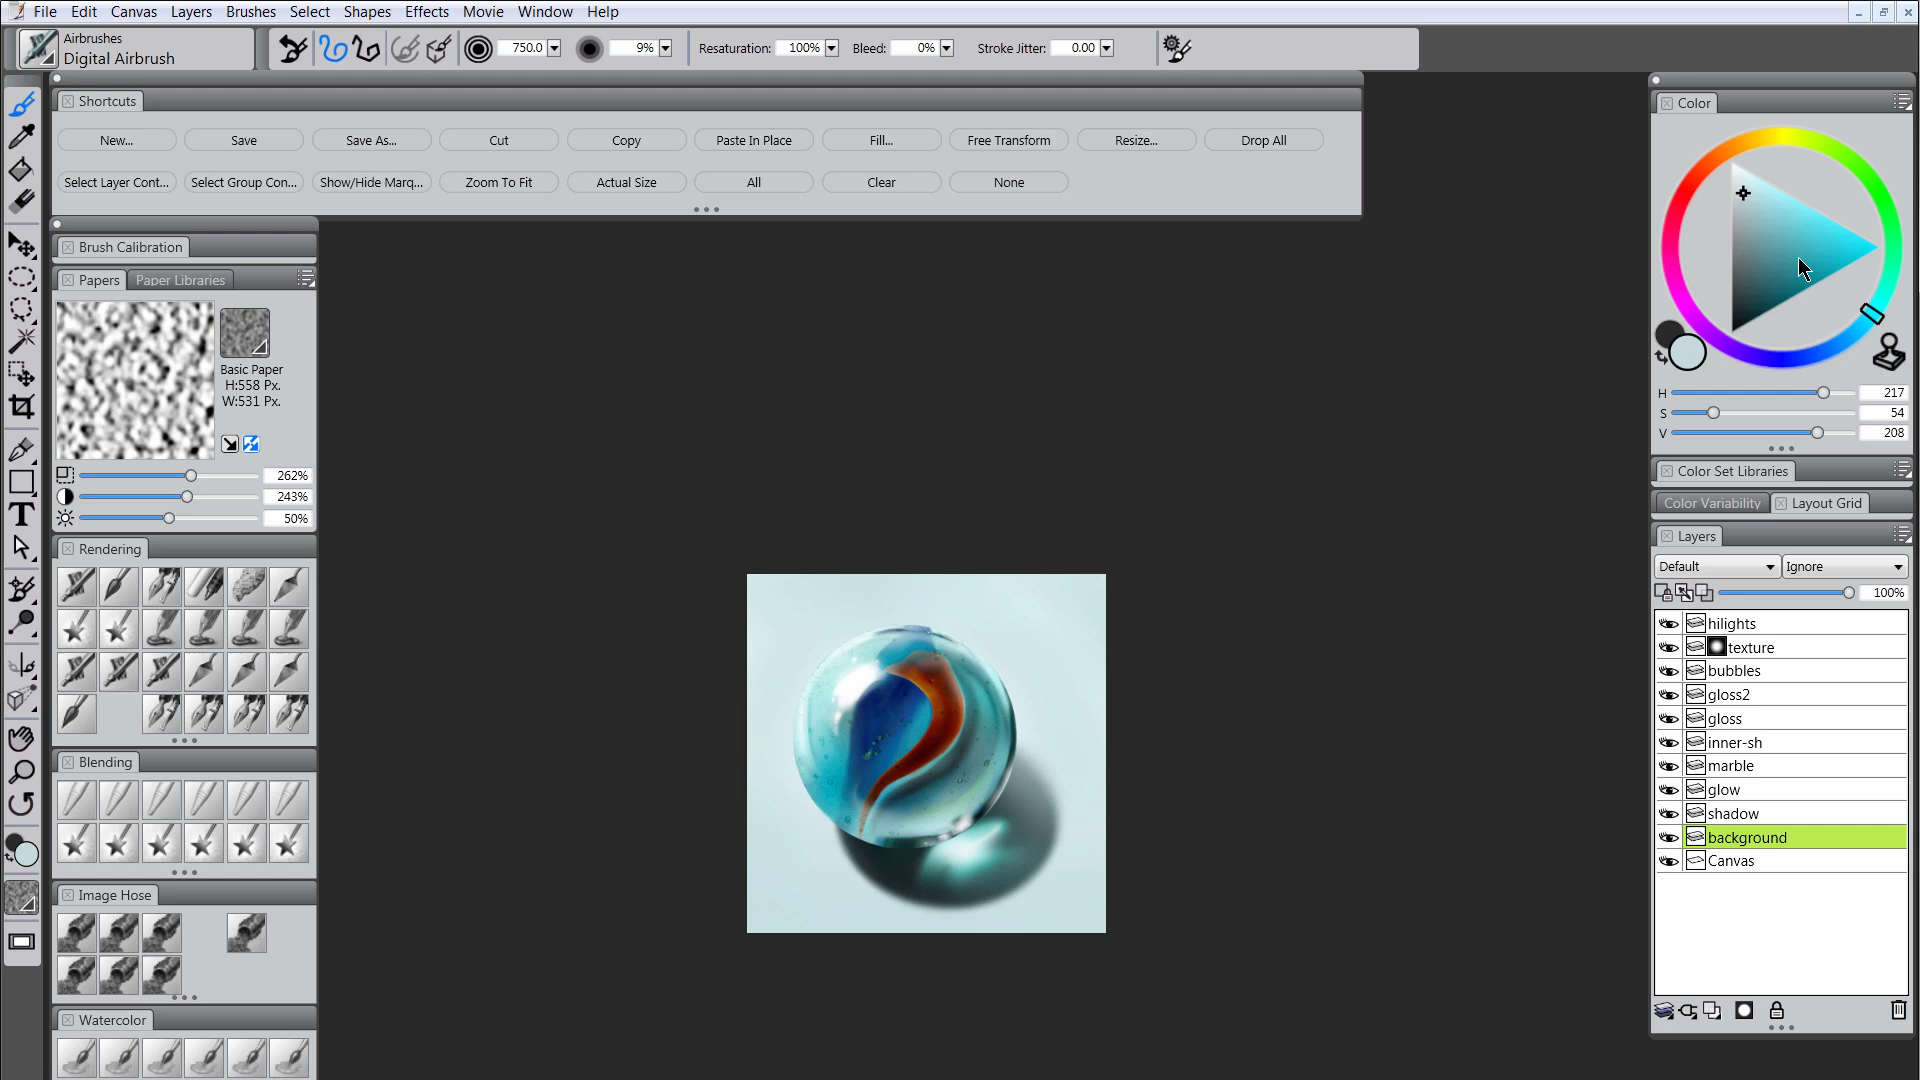 File Edit Canvas Layers Brushes Select Shapes Effects Movie Window Help
Airbrushes
Digital Airbrush
750.0 9% Resaturation: 100% Bleed: 0% Stroke Jitter: 0.00
Shortcuts
New... Save Save As... Cut Copy Paste In Place Fill... Free Transform Resize... Drop All
Select Layer Cont... Select Group Con... Show/Hide Marq... Zoom To Fit Actual Size All Clear None
Brush Calibration
Papers Paper Libraries
Basic Paper
H:558 Px.
W:531 Px.
262%
243%
50%
Rendering
Blending
Image Hose
Watercolor
T
Color
H 217
S 54
V 208
Color Set Libraries
Color Variability Layout Grid
Layers
Default Ignore
100%
hilights
texture
bubbles
gloss2
gloss
inner-sh
marble
glow
shadow
background
Canvas